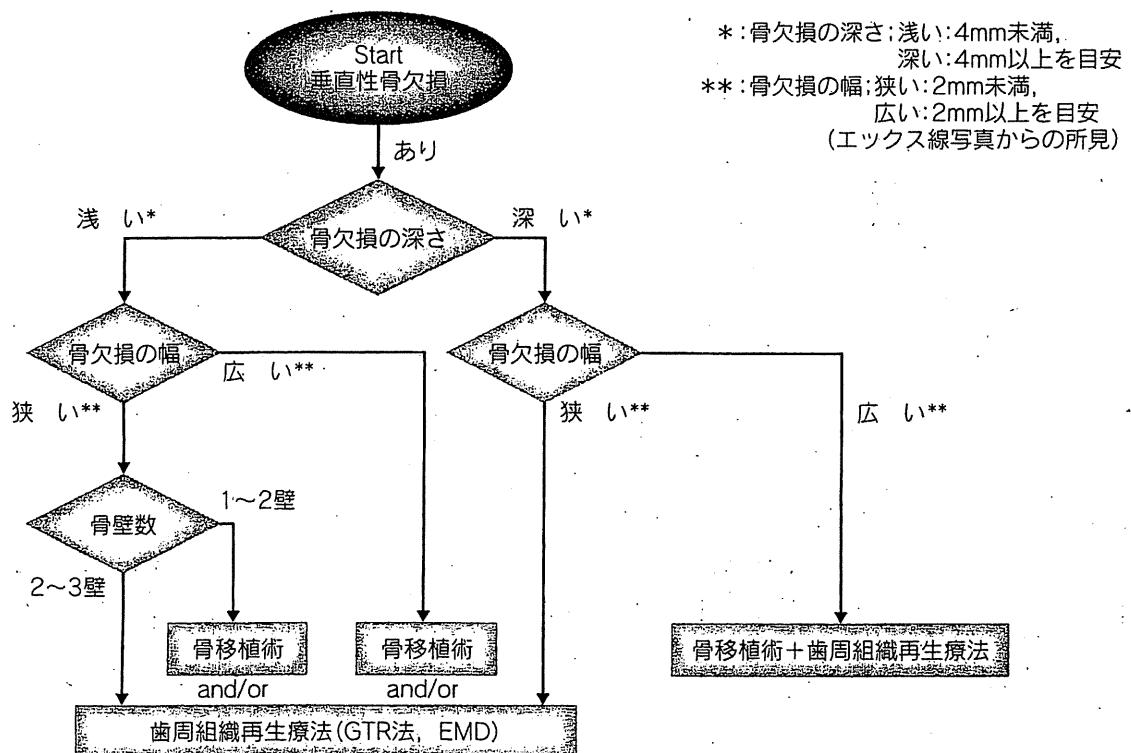 Start
垂直性骨欠損
*:骨欠損の深さ;浅い:4mm未満,
深い:4mm以上を目安
**:骨欠損の幅;狭い:2mm未満,
広い:2mm以上を目安
(エックス線写真からの所見)
あり
浅 い*
深 い*
骨欠損の深さ
骨欠損の幅
骨欠損の幅
広 い**
狭 い**
狭 い**
広 い**
骨壁数
1〜2壁
2〜3壁
骨移植術
骨移植術
骨移植術+歯周組織再生療法
and/or
and/or
歯周組織再生療法(GTR法, EMD)